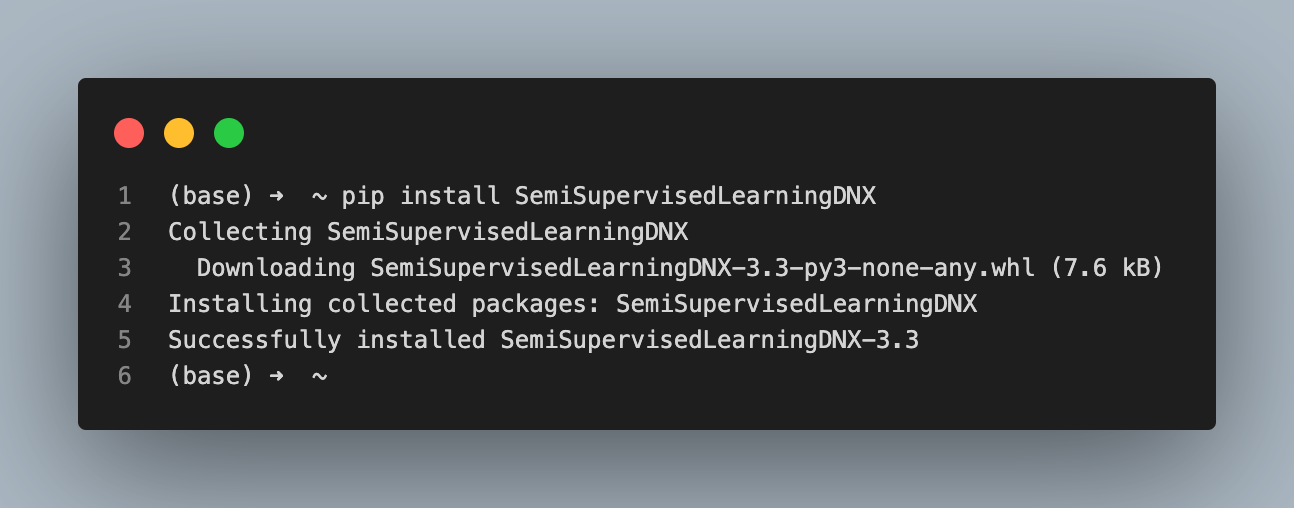 1 (base) ➜  ~ pip install SemiSupervisedLearningDNX
2 Collecting SemiSupervisedLearningDNX
3   Downloading SemiSupervisedLearningDNX-3.3-py3-none-any.whl (7.6 kB)
4 Installing collected packages: SemiSupervisedLearningDNX
5 Successfully installed SemiSupervisedLearningDNX-3.3
6 (base) ➜  ~